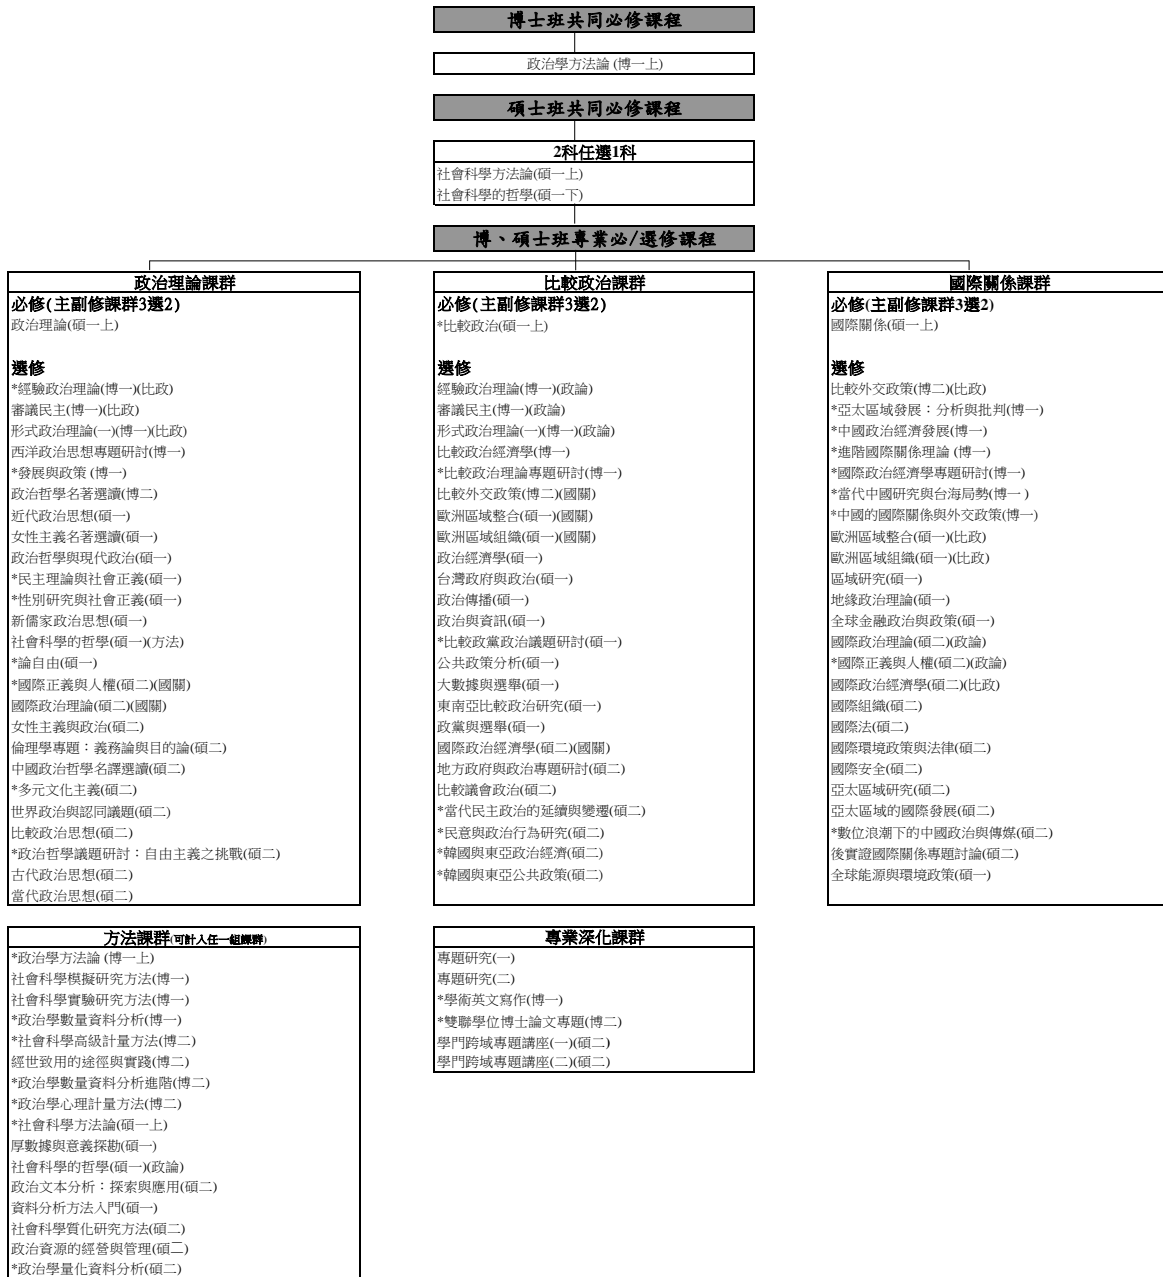 博士班共同必修課程
政治學方法論 (博一上)
碩士班共同必修課程
2科任選1科
社會科學方法論(碩一上)
社會科學的哲學(碩一下)
博、碩士班專業必/選修課程
政治理論課群
必修(主副修課群3選2)
政治理論(碩一上)
選修
*經驗政治理論(博一)(比政)
審議民主(博一)(比政)
形式政治理論(一)(博一)(比政)
西洋政治思想專題研討(博一)
*發展與政策 (博一)
政治哲學名著選讀(博二)
近代政治思想(碩一)
女性主義名著選讀(碩一)
政治哲學與現代政治(碩一)
*民主理論與社會正義(碩一)
*性別研究與社會正義(碩一)
新儒家政治思想(碩一)
社會科學的哲學(碩一)(方法)
*論自由(碩一)
*國際正義與人權(碩二)(國關)
國際政治理論(碩二)(國關)
女性主義與政治(碩二)
倫理學專題：義務論與目的論(碩二)
中國政治哲學名譯選讀(碩二)
*多元文化主義(碩二)
世界政治與認同議題(碩二)
比較政治思想(碩二)
*政治哲學議題研討：自由主義之挑戰(碩二)
古代政治思想(碩二)
當代政治思想(碩二)
比較政治課群
必修(主副修課群3選2)
*比較政治(碩一上)
選修
經驗政治理論(博一)(政論)
審議民主(博一)(政論)
形式政治理論(一)(博一)(政論)
比較政治經濟學(博一)
*比較政治理論專題研討(博一)
比較外交政策(博二)(國關)
歐洲區域整合(碩一)(國關)
歐洲區域組織(碩一)(國關)
政治經濟學(碩一)
台灣政府與政治(碩一)
政治傳播(碩一)
政治與資訊(碩一)
*比較政黨政治議題研討(碩一)
公共政策分析(碩一)
大數據與選舉(碩一)
東南亞比較政治研究(碩一)
政黨與選舉(碩一)
國際政治經濟學(碩二)(國關)
地方政府與政治專題研討(碩二)
比較議會政治(碩二)
*當代民主政治的延續與變遷(碩二)
*民意與政治行為研究(碩二)
*韓國與東亞政治經濟(碩二)
*韓國與東亞公共政策(碩二)
國際關係課群
必修(主副修課群3選2)
國際關係(碩一上)
選修
比較外交政策(博二)(比政)
*亞太區域發展：分析與批判(博一)
*中國政治經濟發展(博一)
*進階國際關係理論 (博一)
*國際政治經濟學專題研討(博一)
*當代中國研究與台海局勢(博一 )
*中國的國際關係與外交政策(博一)
歐洲區域整合(碩一)(比政)
歐洲區域組織(碩一)(比政)
區域研究(碩一)
地緣政治理論(碩一)
全球金融政治與政策(碩一)
國際政治理論(碩二)(政論)
*國際正義與人權(碩二)(政論)
國際政治經濟學(碩二)(比政)
國際組織(碩二)
國際法(碩二)
國際環境政策與法律(碩二)
國際安全(碩二)
亞太區域研究(碩二)
亞太區域的國際發展(碩二)
*數位浪潮下的中國政治與傳媒(碩二)
後實證國際關係專題討論(碩二)
全球能源與環境政策(碩一)
方法課群(可計入任一組課群)
*政治學方法論 (博一上)
社會科學模擬研究方法(博一)
社會科學實驗研究方法(博一)
*政治學數量資料分析(博一)
*社會科學高級計量方法(博二)
經世致用的途徑與實踐(博二)
*政治學數量資料分析進階(博二)
*政治學心理計量方法(博二)
*社會科學方法論(碩一上)
厚數據與意義探勘(碩一)
社會科學的哲學(碩一)(政論)
政治文本分析：探索與應用(碩二)
資料分析方法入門(碩一)
社會科學質化研究方法(碩二)
政治資源的經營與管理(碩二)
*政治學量化資料分析(碩二)
專業深化課群
專題研究(一)
專題研究(二)
*學術英文寫作(博一)
*雙聯學位博士論文專題(博二)
學門跨域專題講座(一)(碩二)
學門跨域專題講座(二)(碩二)